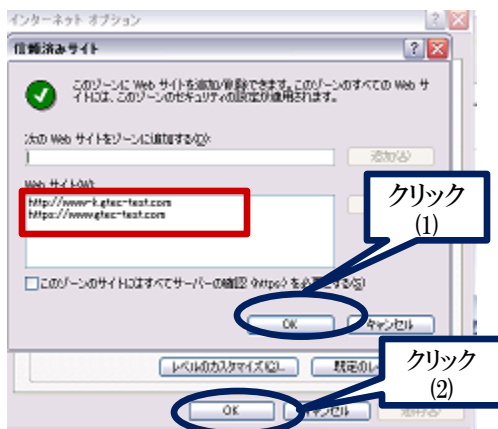 インターネット オプション
信頼済みサイト
このゾーンに Web サイトを追加/削除できます。このゾーンのすべての Web サ
イトには、このゾーンのセキュリティの設定が適用されます。
次の Web サイトをゾーンに追加する(D):
追加(A)
Web サイト(W):
http://www-k.gtec-test.com
https://www.gtec-test.com
クリック
(1)
このゾーンのサイトにはすべてサーバーの確認 (https:) を必要とする(S)
OK
キャンセル
レベルのカスタマイズ(C)...
既定のレ
クリック
(2)
OK
キャンセル